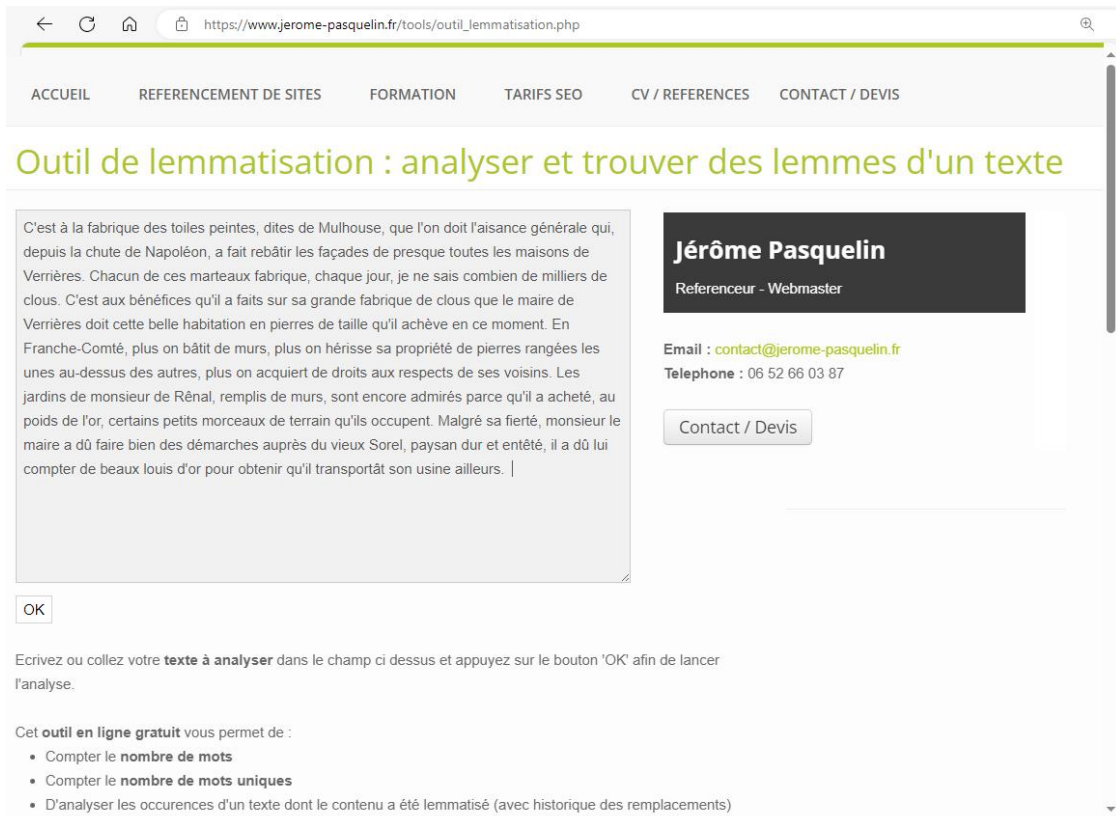 https://www.jerome-pasquelin.fr/tools/outil_lemmatisation.php
ACCUEIL REFERENCEMENT DE SITES FORMATION TARIFS SEO CV / REFERENCES CONTACT / DEVIS
Outil de lemmatisation : analyser et trouver des lemmes d'un texte
C'est à la fabrique des toiles peintes, dites de Mulhouse, que l'on doit l'aisance générale qui,
depuis la chute de Napoléon, a fait rebâtir les façades de presque toutes les maisons de
Verrières. Chacun de ces marteaux fabrique, chaque jour, je ne sais combien de milliers de
clous. C'est aux bénéfices qu'il a faits sur sa grande fabrique de clous que le maire de
Verrières doit cette belle habitation en pierres de taille qu'il achève en ce moment. En
Franche-Comté, plus on bâtit de murs, plus on hérisse sa propriété de pierres rangées les
unes au-dessus des autres, plus on acquiert de droits aux respects de ses voisins. Les
jardins de monsieur de Rênal, remplis de murs, sont encore admirés parce qu'il a acheté, au
poids de l'or, certains petits morceaux de terrain qu'ils occupent. Malgré sa fierté, monsieur le
maire a dû faire bien des démarches auprès du vieux Sorel, paysan dur et entêté, il a dû lui
compter de beaux louis d'or pour obtenir qu'il transportât son usine ailleurs.
Jérôme Pasquelin
Referenceur - Webmaster
Email : contact@jerome-pasquelin.fr
Telephone : 06 52 66 03 87
Contact / Devis
OK
Ecrivez ou collez votre texte à analyser dans le champ ci dessus et appuyez sur le bouton 'OK' afin de lancer
l'analyse.
Cet outil en ligne gratuit vous permet de :
• Compter le nombre de mots
• Compter le nombre de mots uniques
• D'analyser les occurences d'un texte dont le contenu a été lemmatisé (avec historique des remplacements)